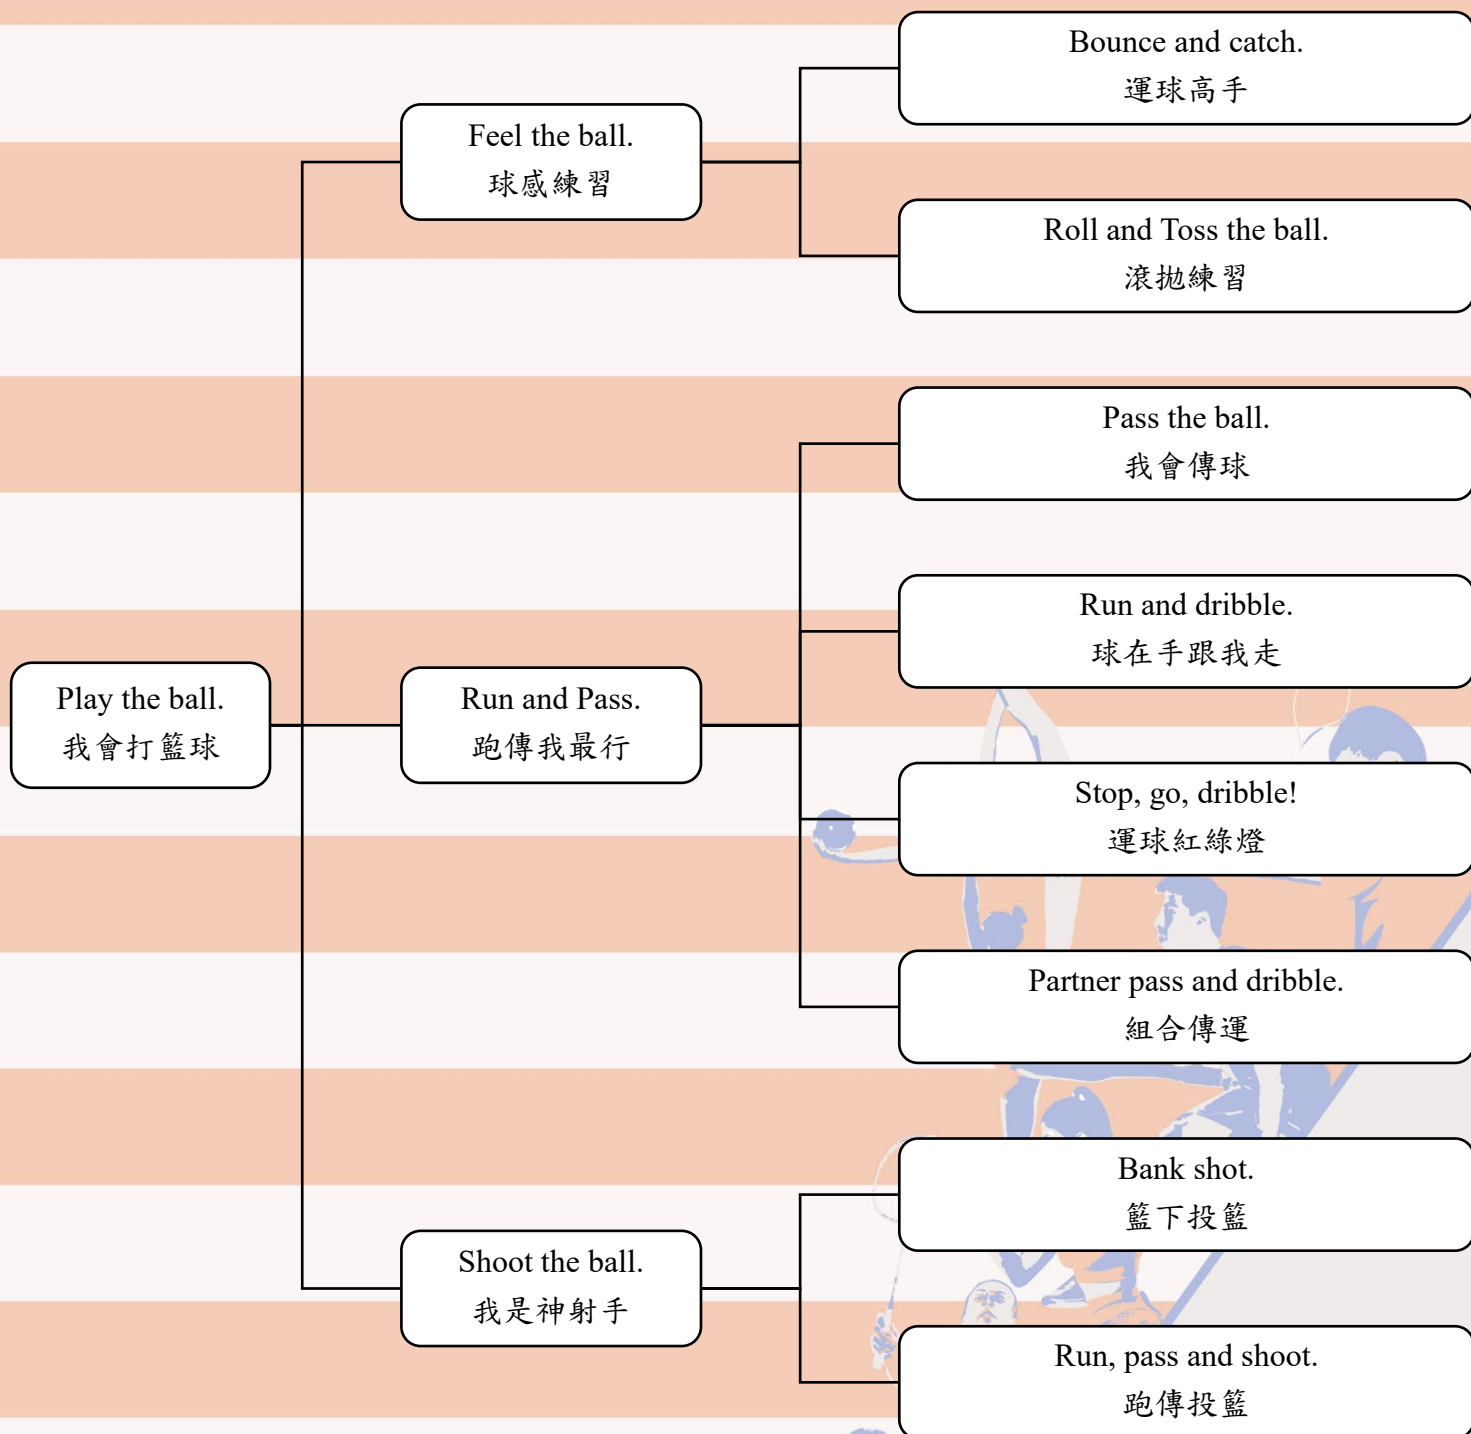 Play the ball.
我會打籃球
Feel the ball.
球感練習
Bounce and catch.
運球高手
Roll and Toss the ball.
滾拋練習
Run and Pass.
跑傳我最行
Pass the ball.
我會傳球
Run and dribble.
球在手跟我走
Stop, go, dribble!
運球紅綠燈
Partner pass and dribble.
組合傳運
Shoot the ball.
我是神射手
Bank shot.
籃下投籃
Run, pass and shoot.
跑傳投籃